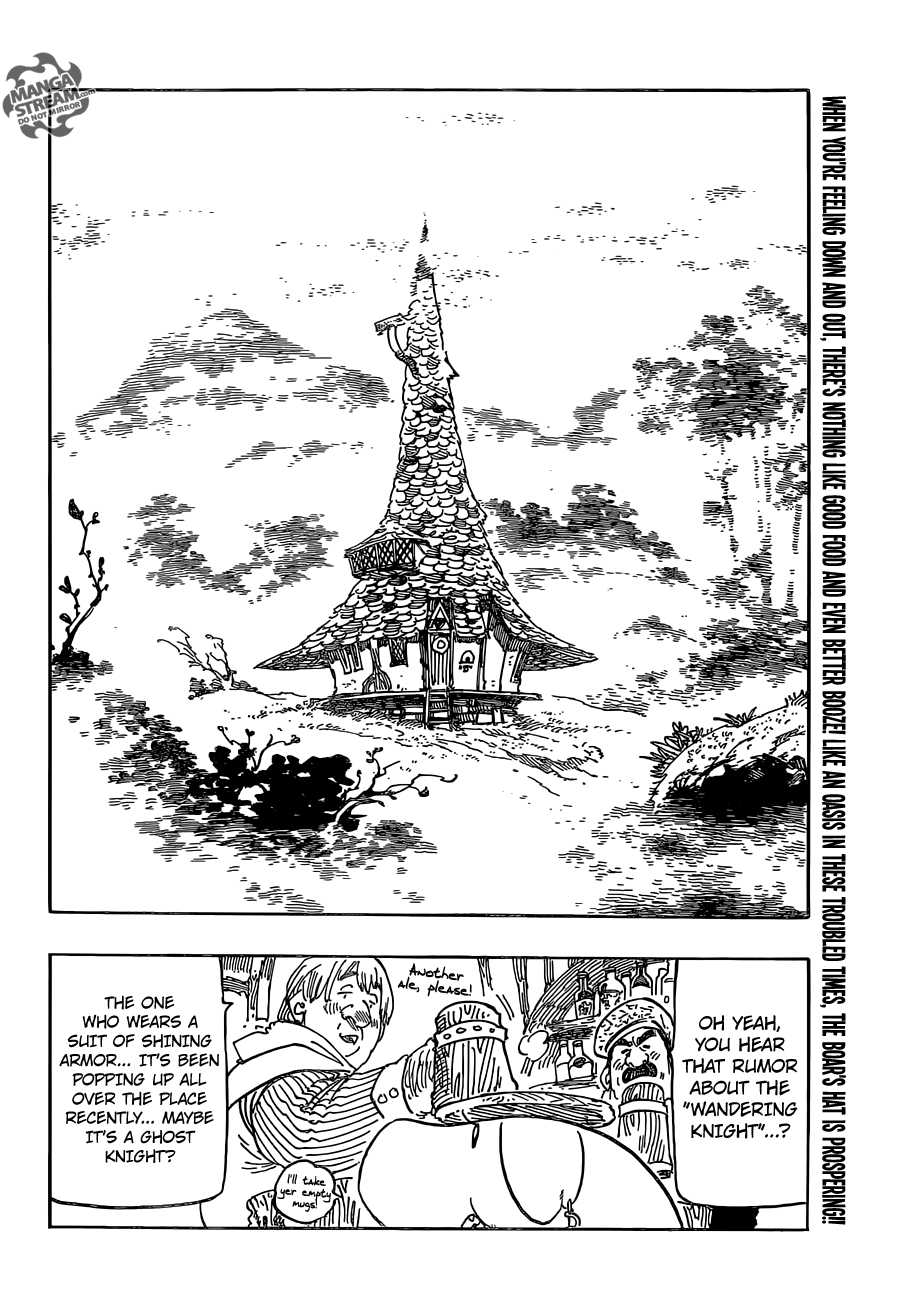 MANGA
STREAM.com
DO NOT MIRROR
WHEN YOU'RE FEELING DOWN AND OUT, THERE'S NOTHING LIKE GOOD FOOD AND EVEN BETTER BOOZE! LIKE AN OASIS IN THESE TROUBLED TIMES, THE BOAR'S HAT IS PROSPERING!!
OH YEAH,
YOU HEAR
THAT RUMOR
ABOUT THE
"WANDERING
KNIGHT"...?
Another
ale, please!
I'll take
yer empty
mugs!
THE ONE
WHO WEARS A
SUIT OF SHINING
ARMOR... IT'S BEEN
POPPING UP ALL
OVER THE PLACE
RECENTLY... MAYBE
IT'S A GHOST
KNIGHT?